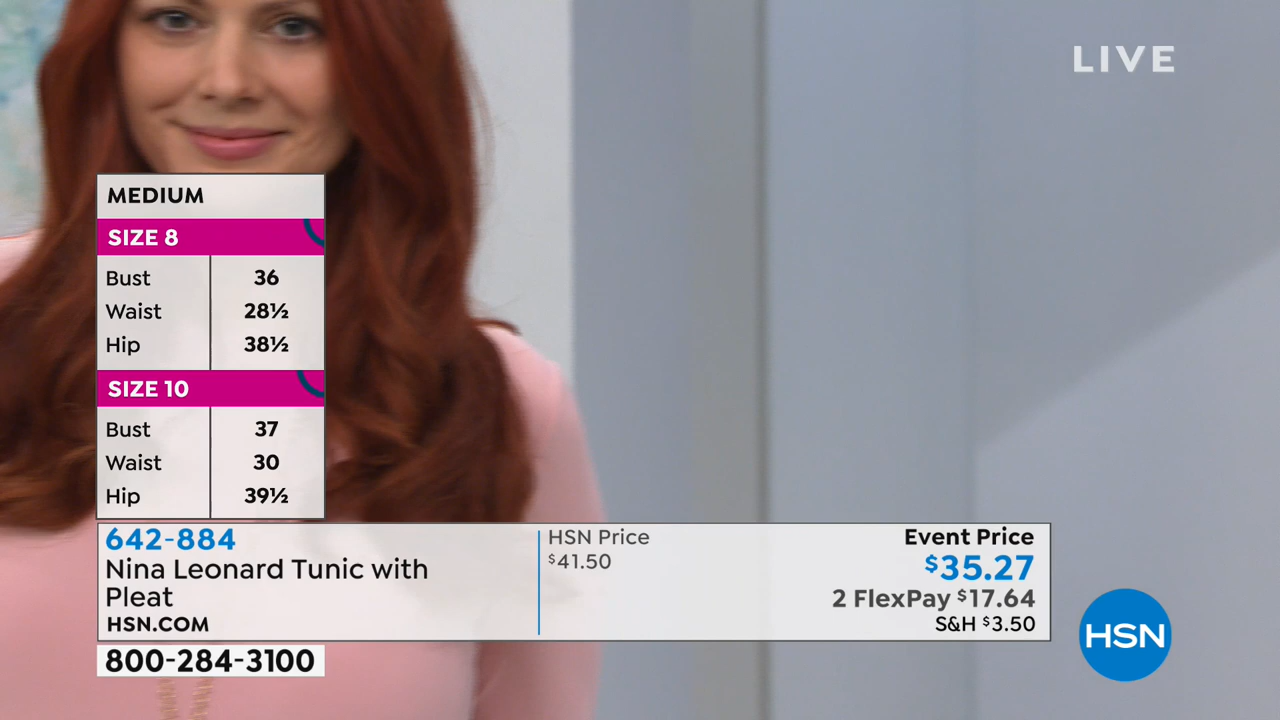 LIVE
MEDIUM
SIZE 8
Bust 36
Waist 28½
Hip 38½
SIZE 10
Bust 37
Waist 30
Hip 39½
642-884
Nina Leonard Tunic with
Pleat
HSN.COM
HSN Price
$41.50
Event Price
$35.27
2 FlexPay $17.64
S&H $3.50
800-284-3100
HSN